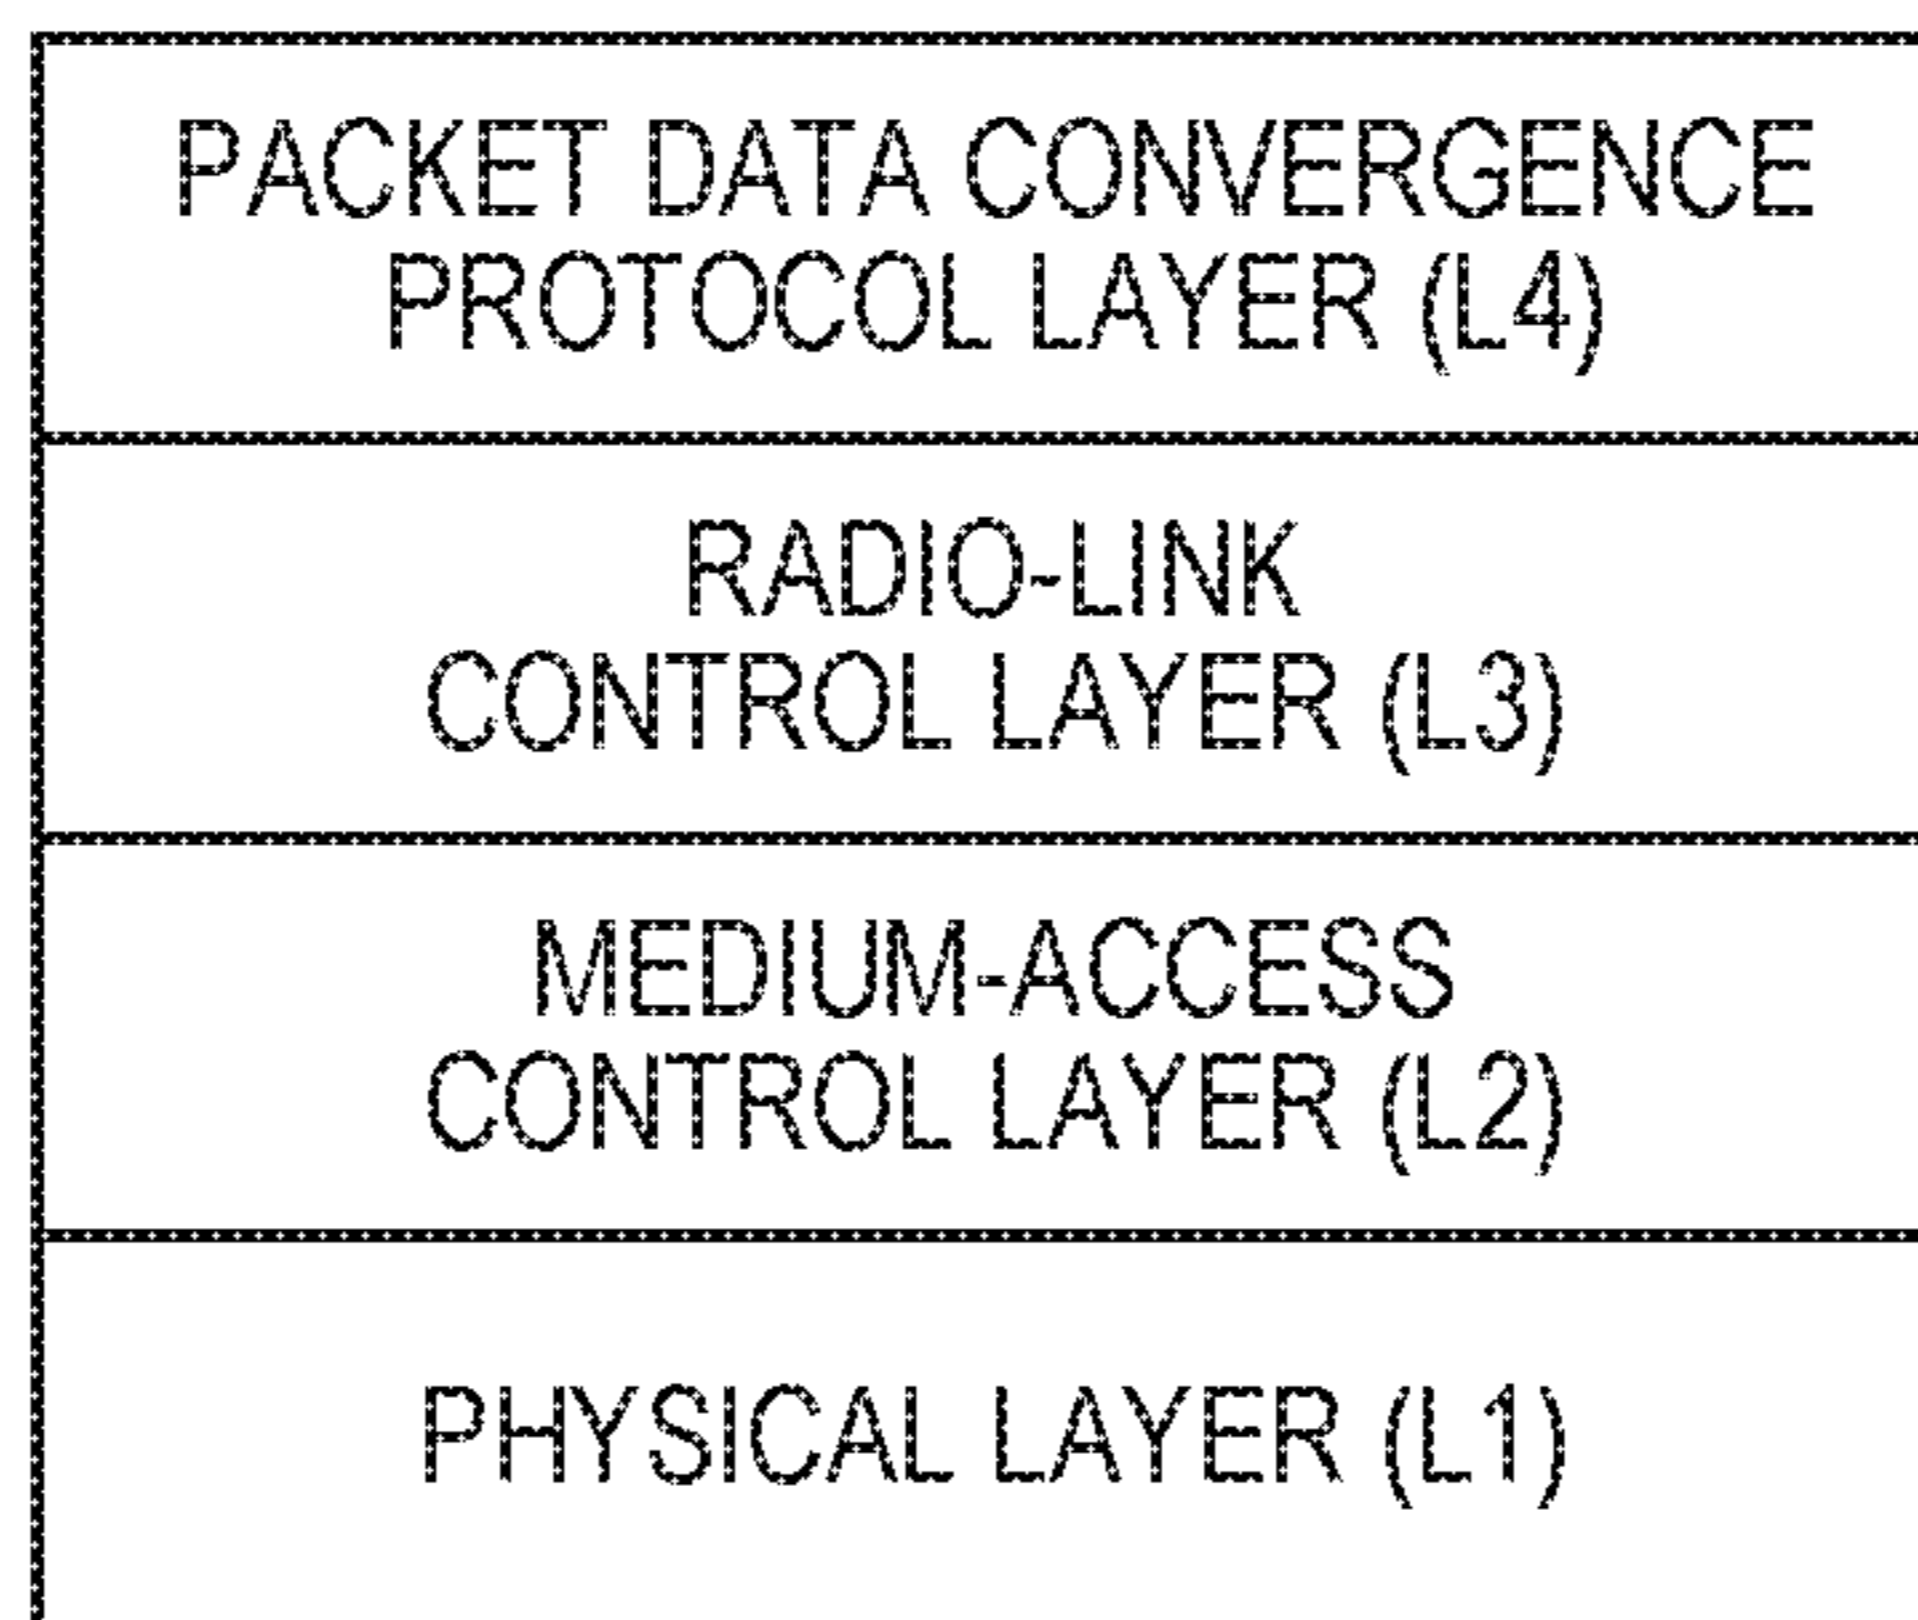 PACKET DATA CONVERGENCE
PROTOCOL LAYER (L4)
RADIO-LINK
CONTROL LAYER (L3)
MEDIUM-ACCESS
CONTROL LAYER (L2)
PHYSICAL LAYER (L1)